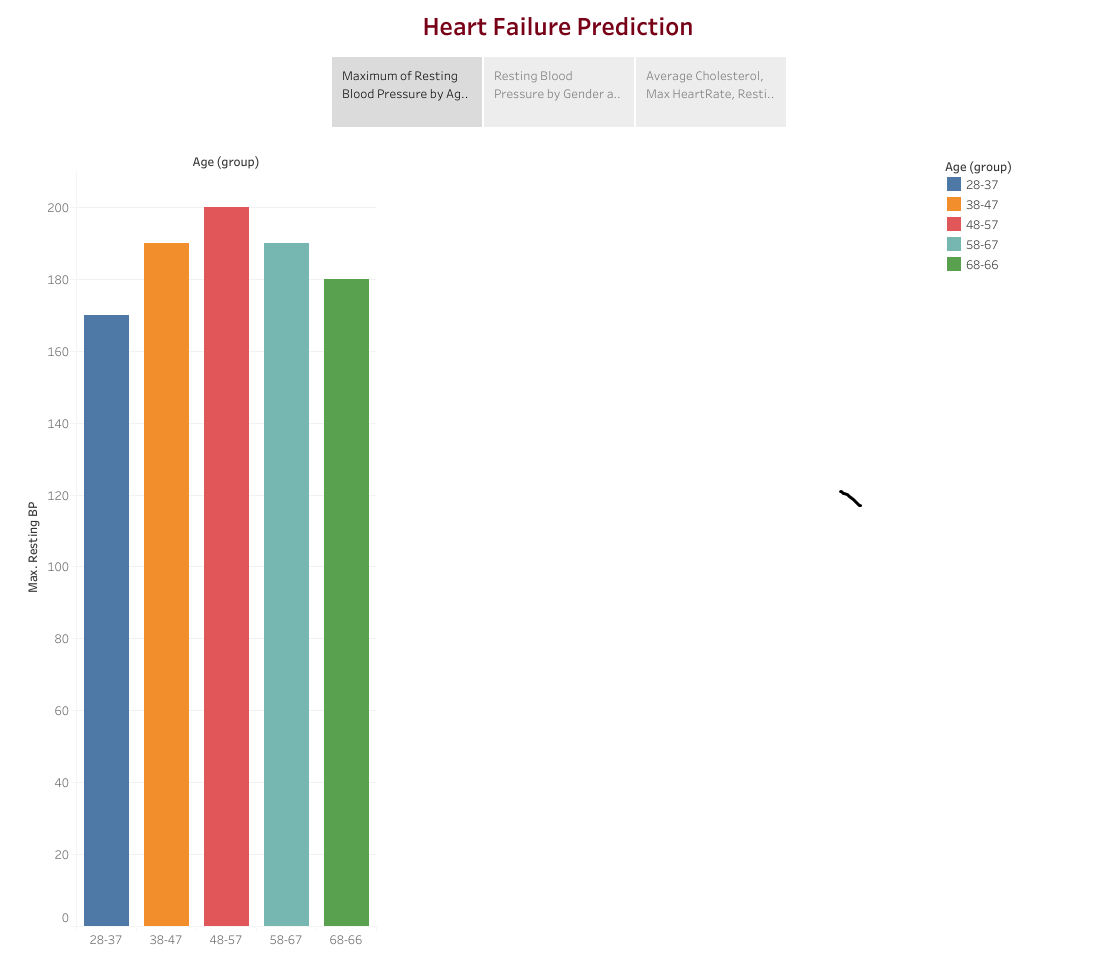 Heart Failure Prediction
Maximum of Resting
Blood Pressure by Ag..
Resting Blood
Pressure by Gender a..
Average Cholesterol,
Max HeartRate, Resti..
Age (group)
Age (group)
28-37
38-47
48-57
58-67
68-66
Max. Resting BP
200
180
160
140
120
100
80
60
40
20
0
28-37
38-47
48-57
58-67
68-66